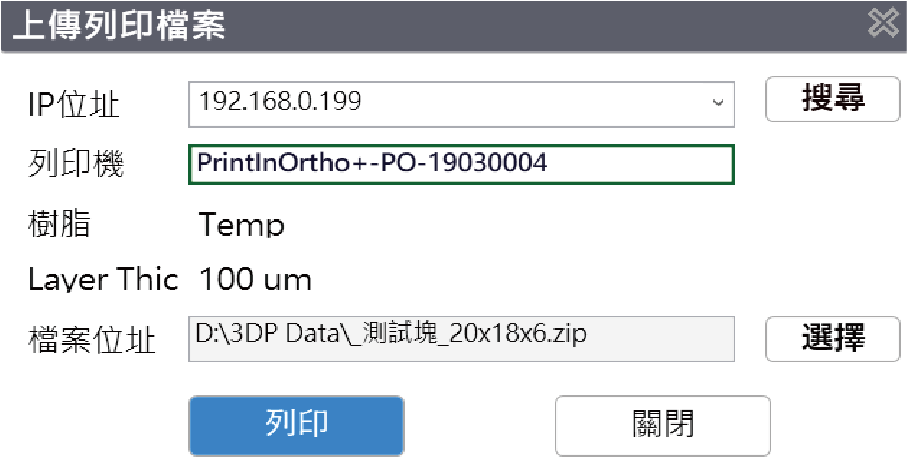 上傳列印檔案
IP位址 192.168.0.199 搜尋
列印機 PrintInOrtho+-PO-19030004
樹脂 Temp
Layer Thic 100 um
檔案位址 D:\3DP Data\_測試塊_20x18x6.zip 選擇
列印 關閉